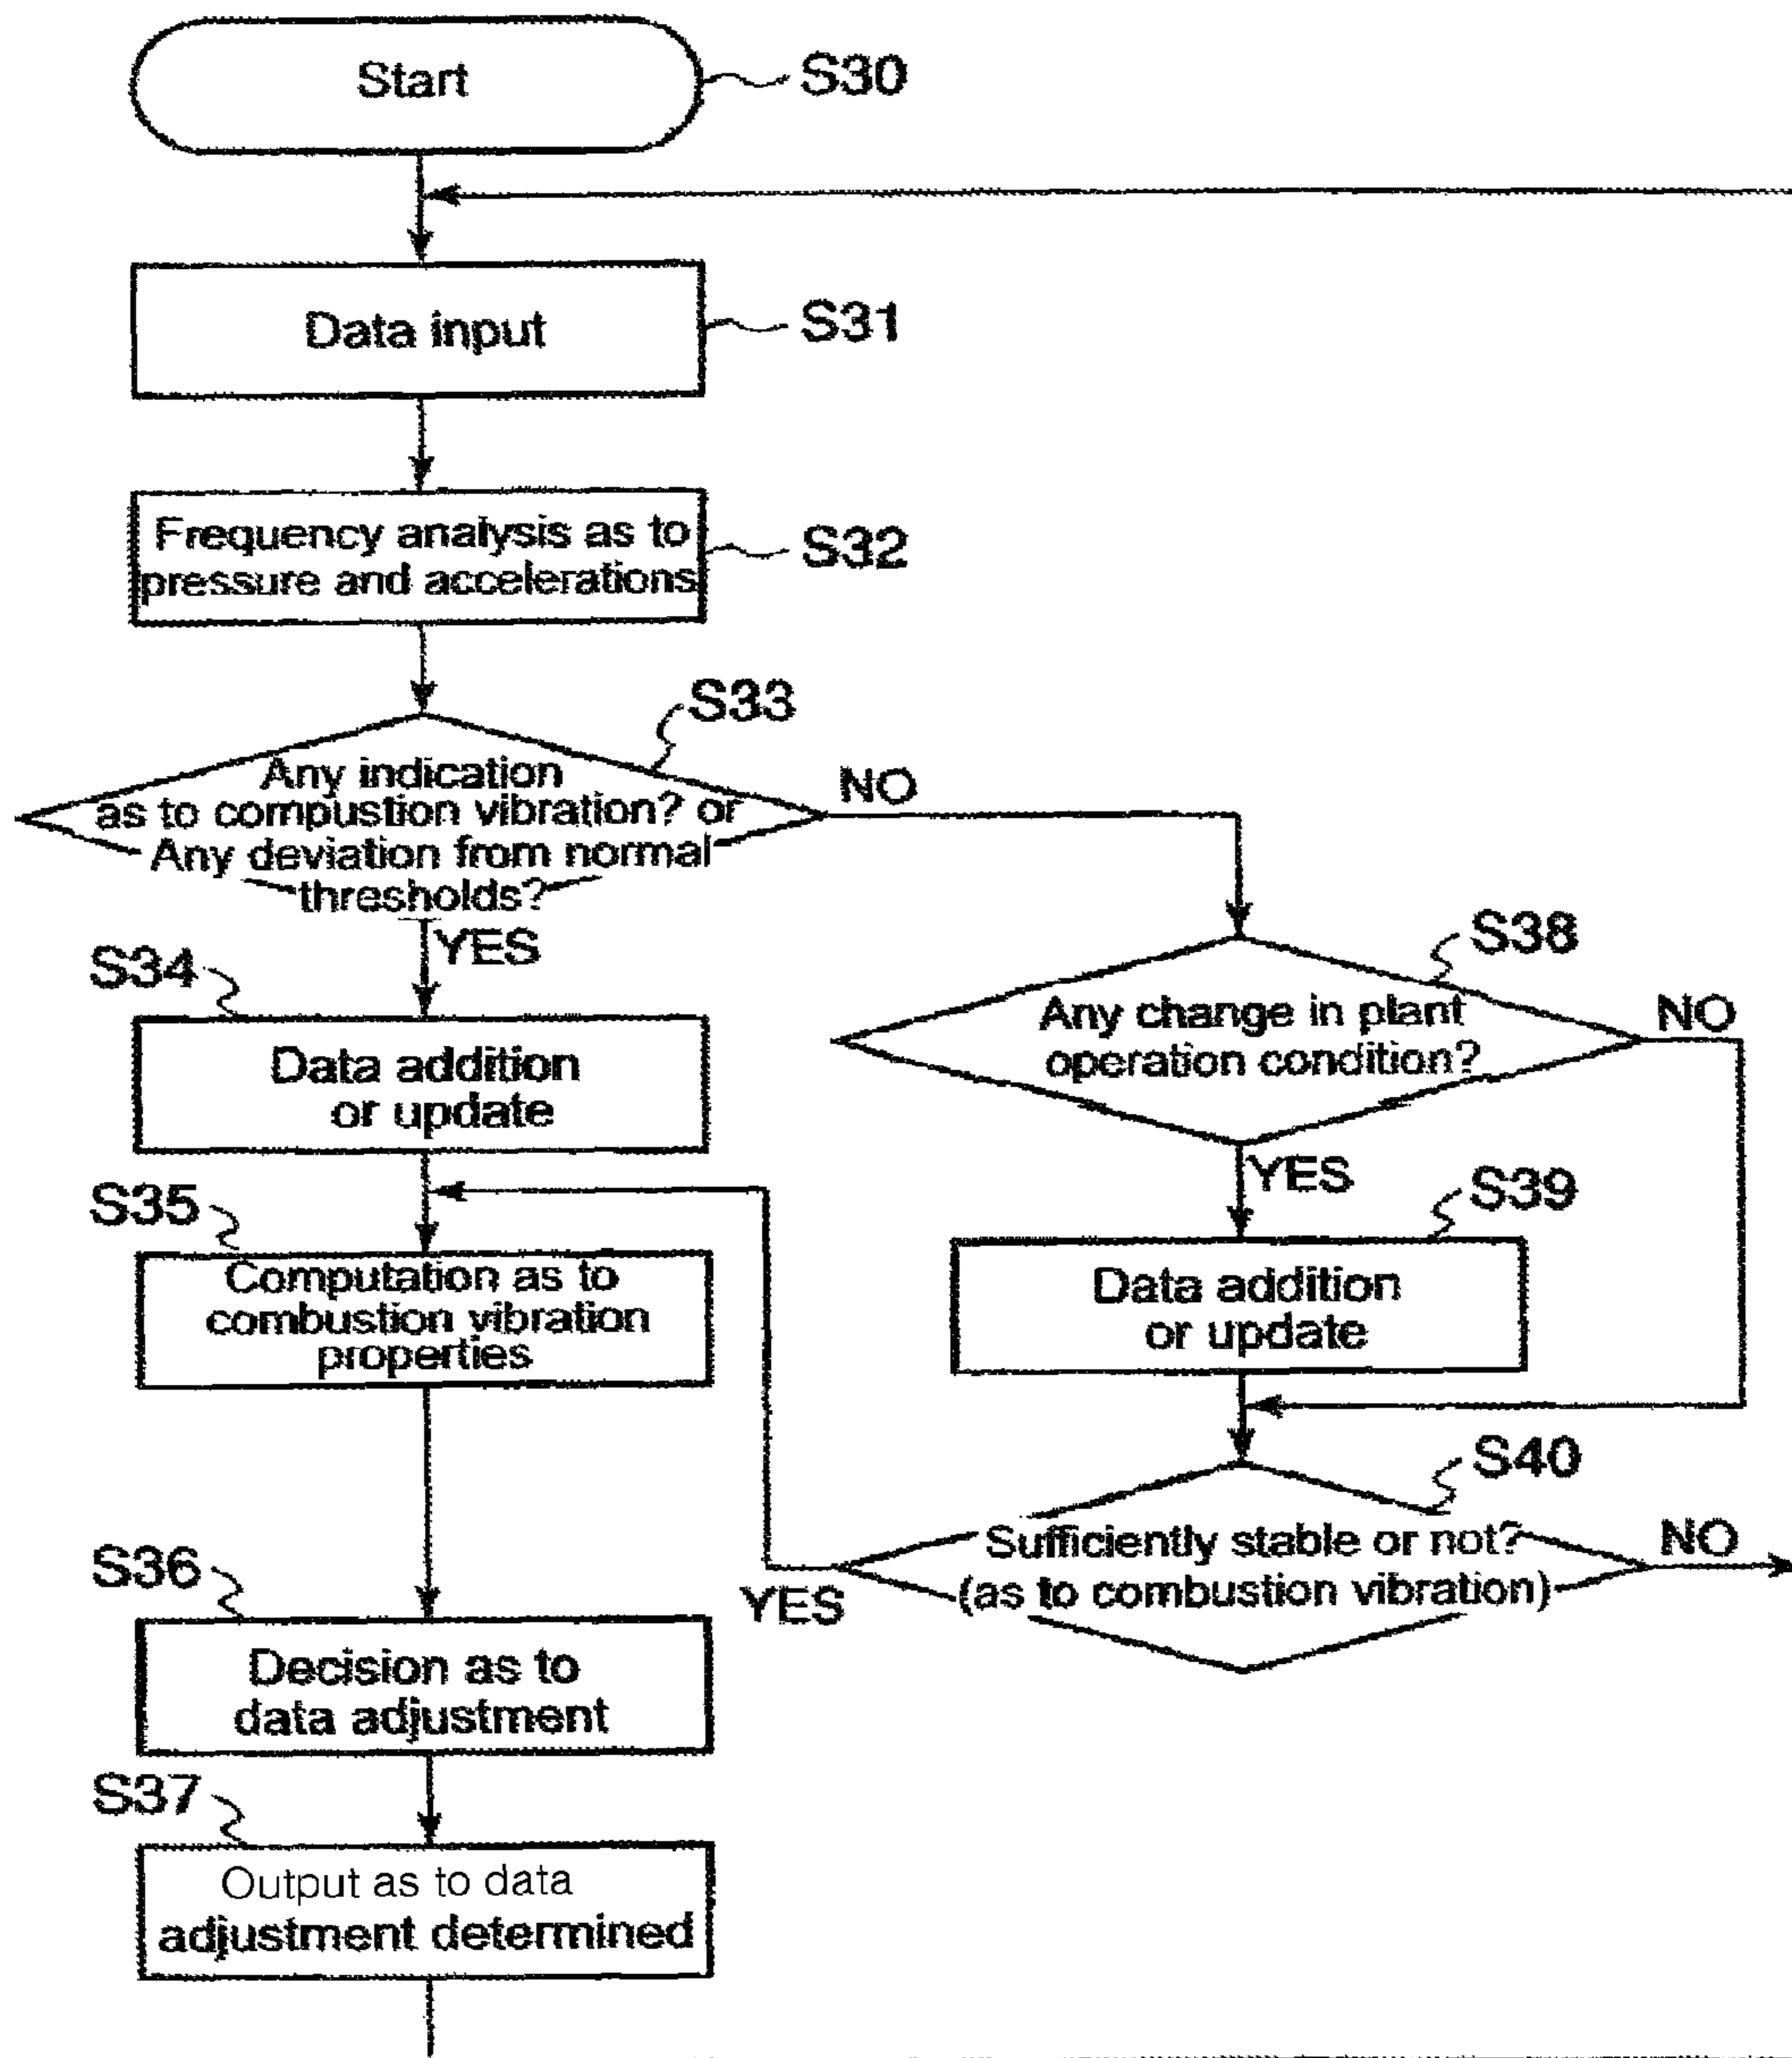 Start
S30
Data input
S31
Frequency analysis as to
pressure and accelerations
S32
S33
Any indication
as to compustion vibration? or
Any deviation from normal
thresholds?
NO
YES
S34
Data addition
or update
S38
Any change in plant
operation condition?
NO
YES
S35
Computation as to
combustion vibration
properties
S39
Data addition
or update
S40
Sufficiently stable or not?
(as to combustion vibration)
NO
YES
S36
Decision as to
data adjustment
S37
Output as to data
adjustment determined